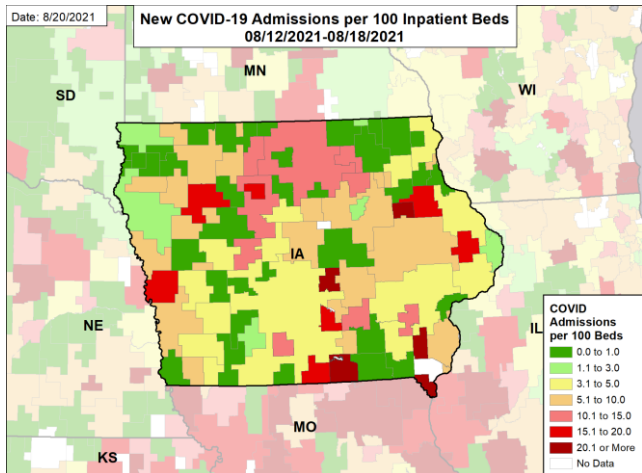 Date: 8/20/2021
New COVID-19 Admissions per 100 Inpatient Beds
08/12/2021-08/18/2021
MN
SD
WI
IA
NE
IL
MO
KS
COVID
Admissions
per 100 Beds
0.0 to 1.0
1.1 to 3.0
3.1 to 5.0
5.1 to 10.0
10.1 to 15.0
15.1 to 20.0
20.1 or More
No Data